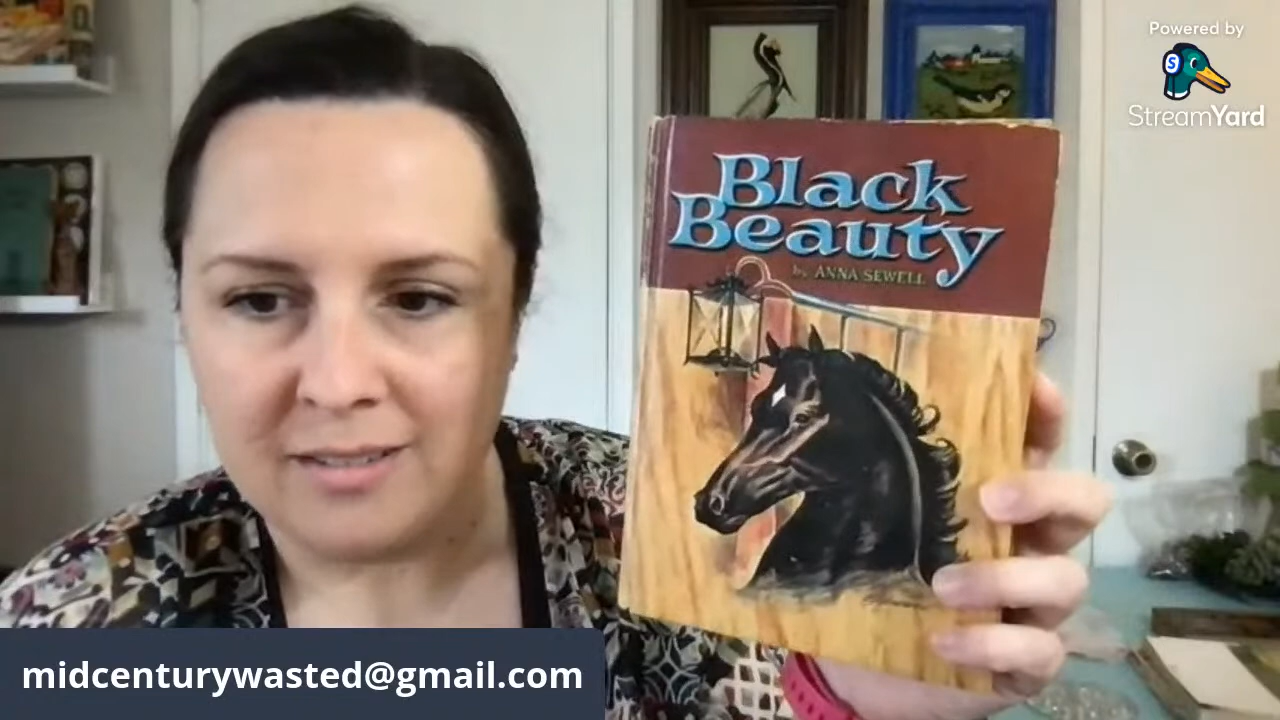 Powered by
StreamYard
Black
Beauty
by ANNA SEWELL
midcenturywasted@gmail.com